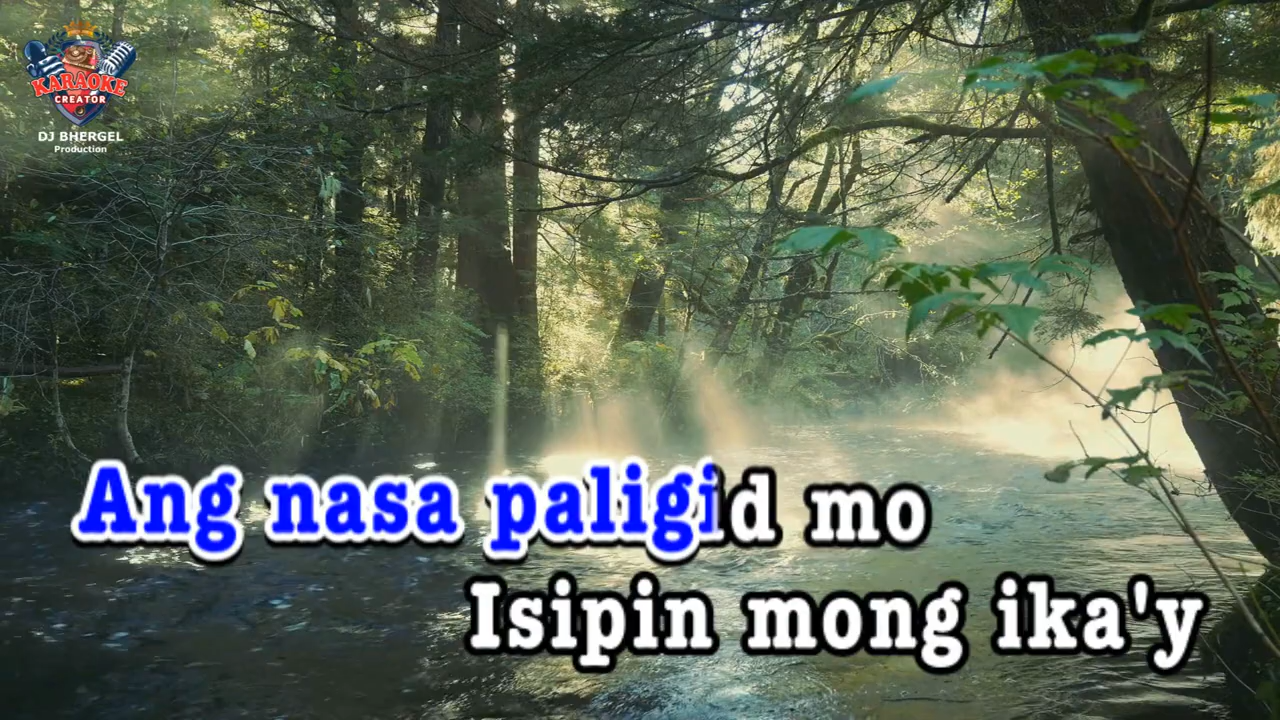 KARAOKE
CREATOR
DJ BHERGEL
Production
Ang nasa paligid mo
Isipin mong ika'y